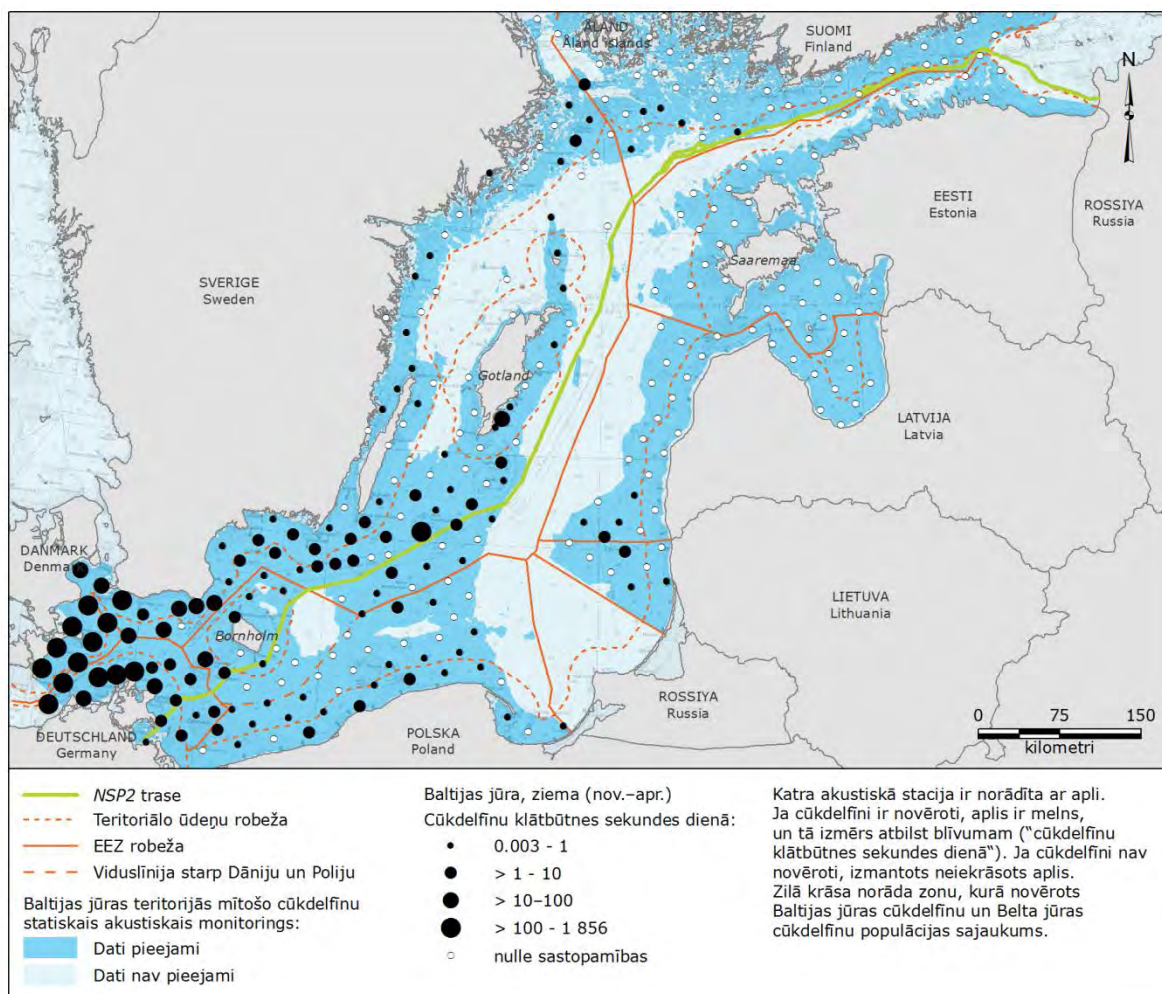 ÅLAND
Åland islands
SUOMI
Finland
N
EESTI
Estonia
ROSSIYA
Russia
SVERIGE
Sweden
Saaremaa
Gotland
LATVIJA
Latvia
DANMARK
Denmark
LIETUVA
Lithuania
Bornholm
ROSSIYA
Russia
DEUTSCHLAND
Germany
POLSKA
Poland
0 75 150
kilometri
NSP2 trase
Teritoriālo ūdeņu robeža
EEZ robeža
Viduslīnija starp Dāniju un Poliju
Baltijas jūras teritorijās mītošo cūkdelfīnu
statiskais akustiskais monitorings:
Dati pieejami
Dati nav pieejami
Baltijas jūra, ziema (nov.–apr.)
Cūkdelfīnu klātbūtnes sekundes dienā:
0.003 - 1
> 1 - 10
> 10–100
> 100 - 1 856
nulle sastopamības
Katra akustiskā stacija ir norādīta ar apli.
Ja cūkdelfīni ir novēroti, aplis ir melns,
un tā izmērs atbilst blīvumam (“cūkdelfīnu
klātbūtnes sekundes dienā“). Ja cūkdelfīni nav
novēroti, izmantots neiekrāsots aplis.
Zilā krāsa norāda zonu, kurā novērots
Baltijas jūras cūkdelfīnu un Belta jūras
cūkdelfīnu populācijas sajaukums.